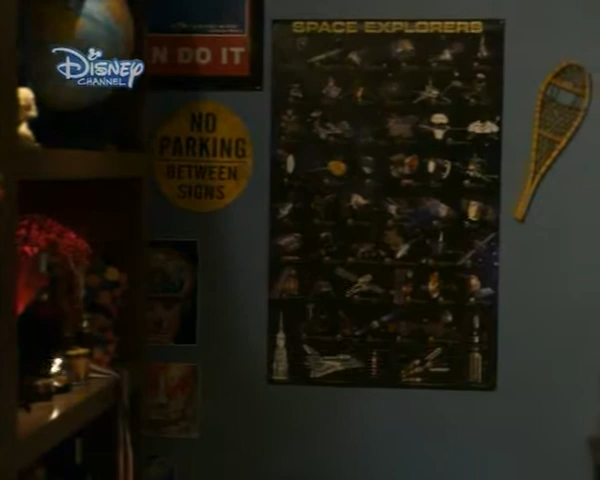 DISNEY
CHANNEL
N DO IT
SPACE EXPLORERS
NO
PARKING
BETWEEN
SIGNS